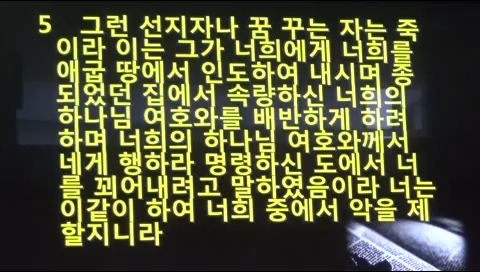 5 그런 선지자나 꿈 꾸는 자는 죽
이라 이는 그가 너희에게 너희를
애굽 땅에서 인도하여 내시며 종
되었던 집에서 속량하신 너희의
하나님 여호와를 배반하게 하려
하며 너희의 하나님 여호와께서
네게 행하라 명령하신 도에서 너
를 꾀어내려고 말하였음이라 너는
이같이 하여 너희 중에서 악을 제
할지니라